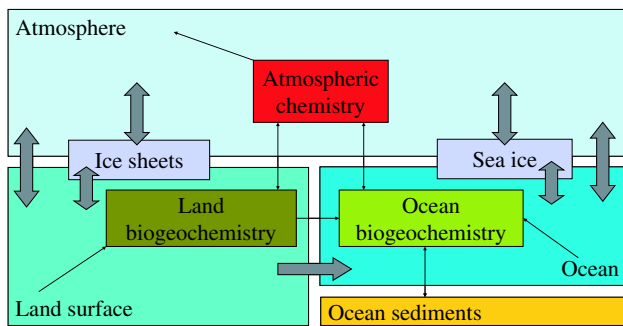 Atmosphere
Atmospheric
chemistry
Ice sheets
Sea ice
Land
biogeochemistry
Ocean
biogeochemistry
Ocean
Land surface
Ocean sediments